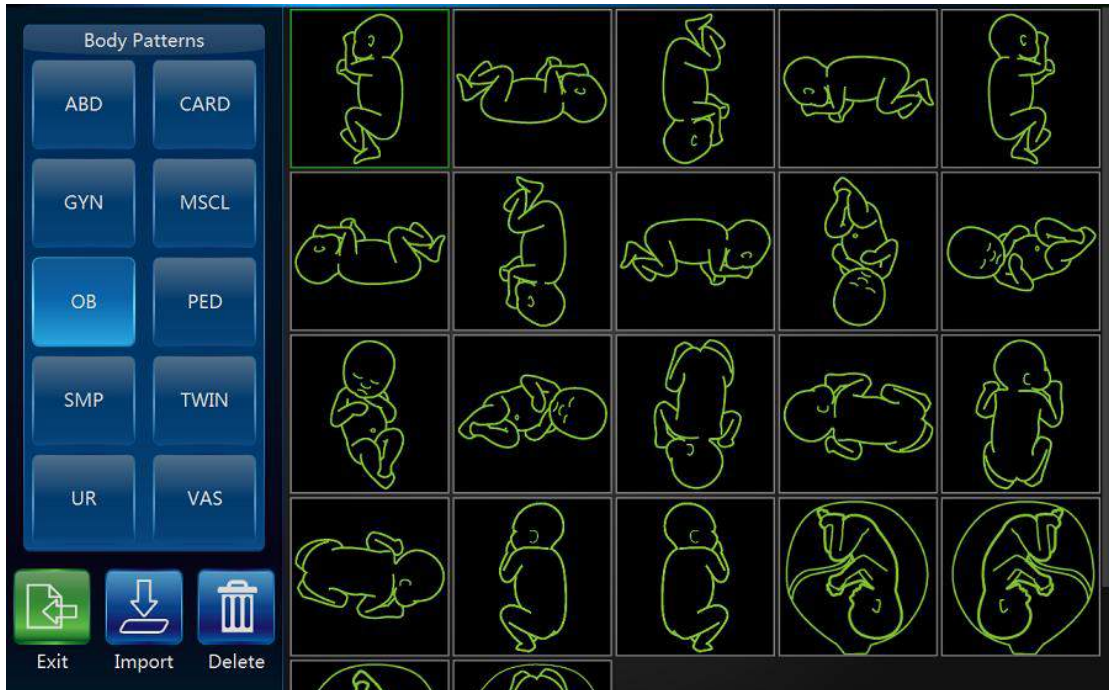 Body Patterns
ABD CARD
GYN MSCL
OB PED
SMP TWIN
UR VAS
Exit Import Delete